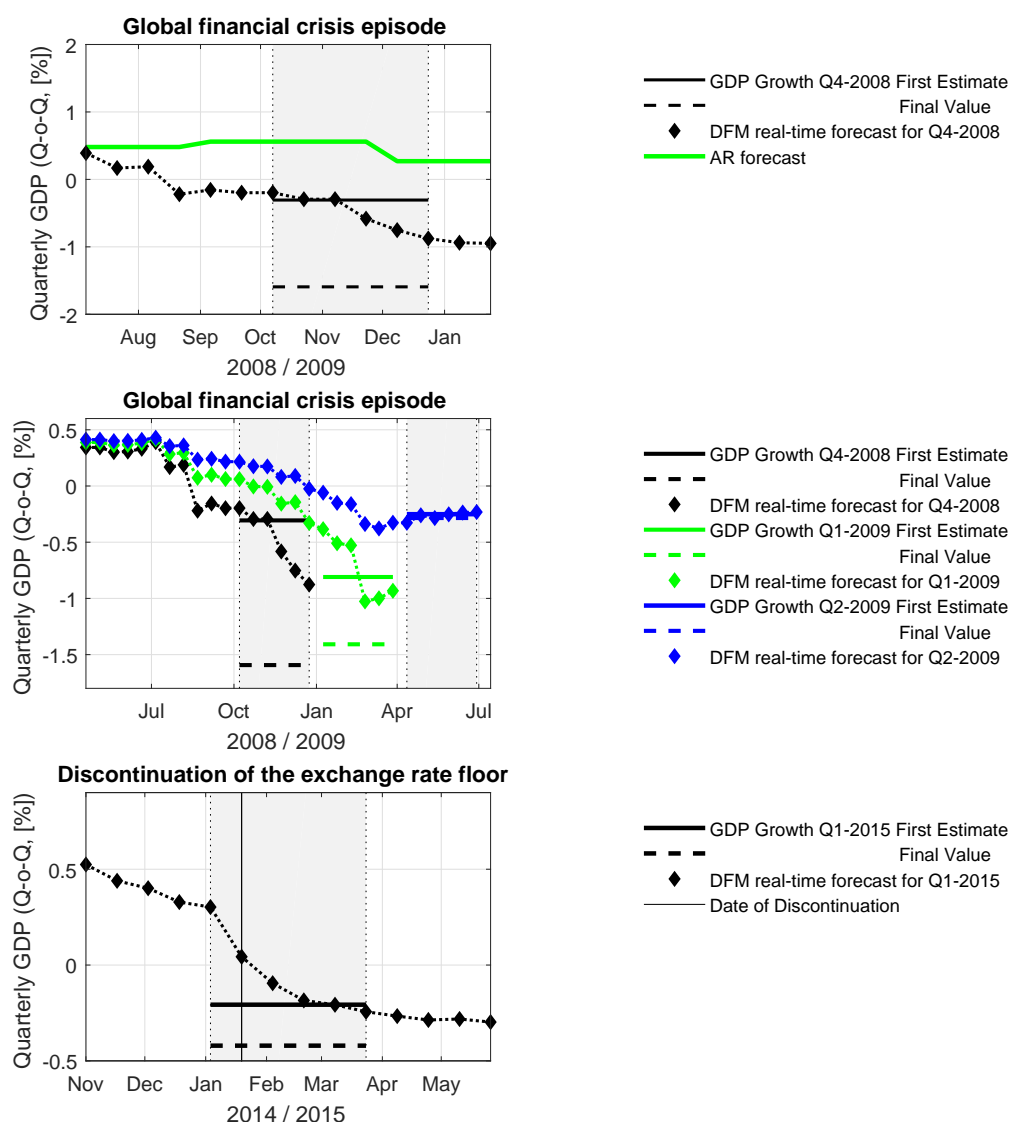 Global financial crisis episode
Quarterly GDP (Q-o-Q, [%])
2
1
0
-1
-2
Aug Sep Oct Nov Dec Jan
2008 / 2009
GDP Growth Q4-2008 First Estimate
Final Value
DFM real-time forecast for Q4-2008
AR forecast
Global financial crisis episode
Quarterly GDP (Q-o-Q, [%])
0.5
0
-0.5
-1
-1.5
Jul Oct Jan Apr Jul
2008 / 2009
GDP Growth Q4-2008 First Estimate
Final Value
DFM real-time forecast for Q4-2008
GDP Growth Q1-2009 First Estimate
Final Value
DFM real-time forecast for Q1-2009
GDP Growth Q2-2009 First Estimate
Final Value
DFM real-time forecast for Q2-2009
Discontinuation of the exchange rate floor
Quarterly GDP (Q-o-Q, [%])
0.5
0
-0.5
Nov Dec Jan Feb Mar Apr May
2014 / 2015
GDP Growth Q1-2015 First Estimate
Final Value
DFM real-time forecast for Q1-2015
Date of Discontinuation